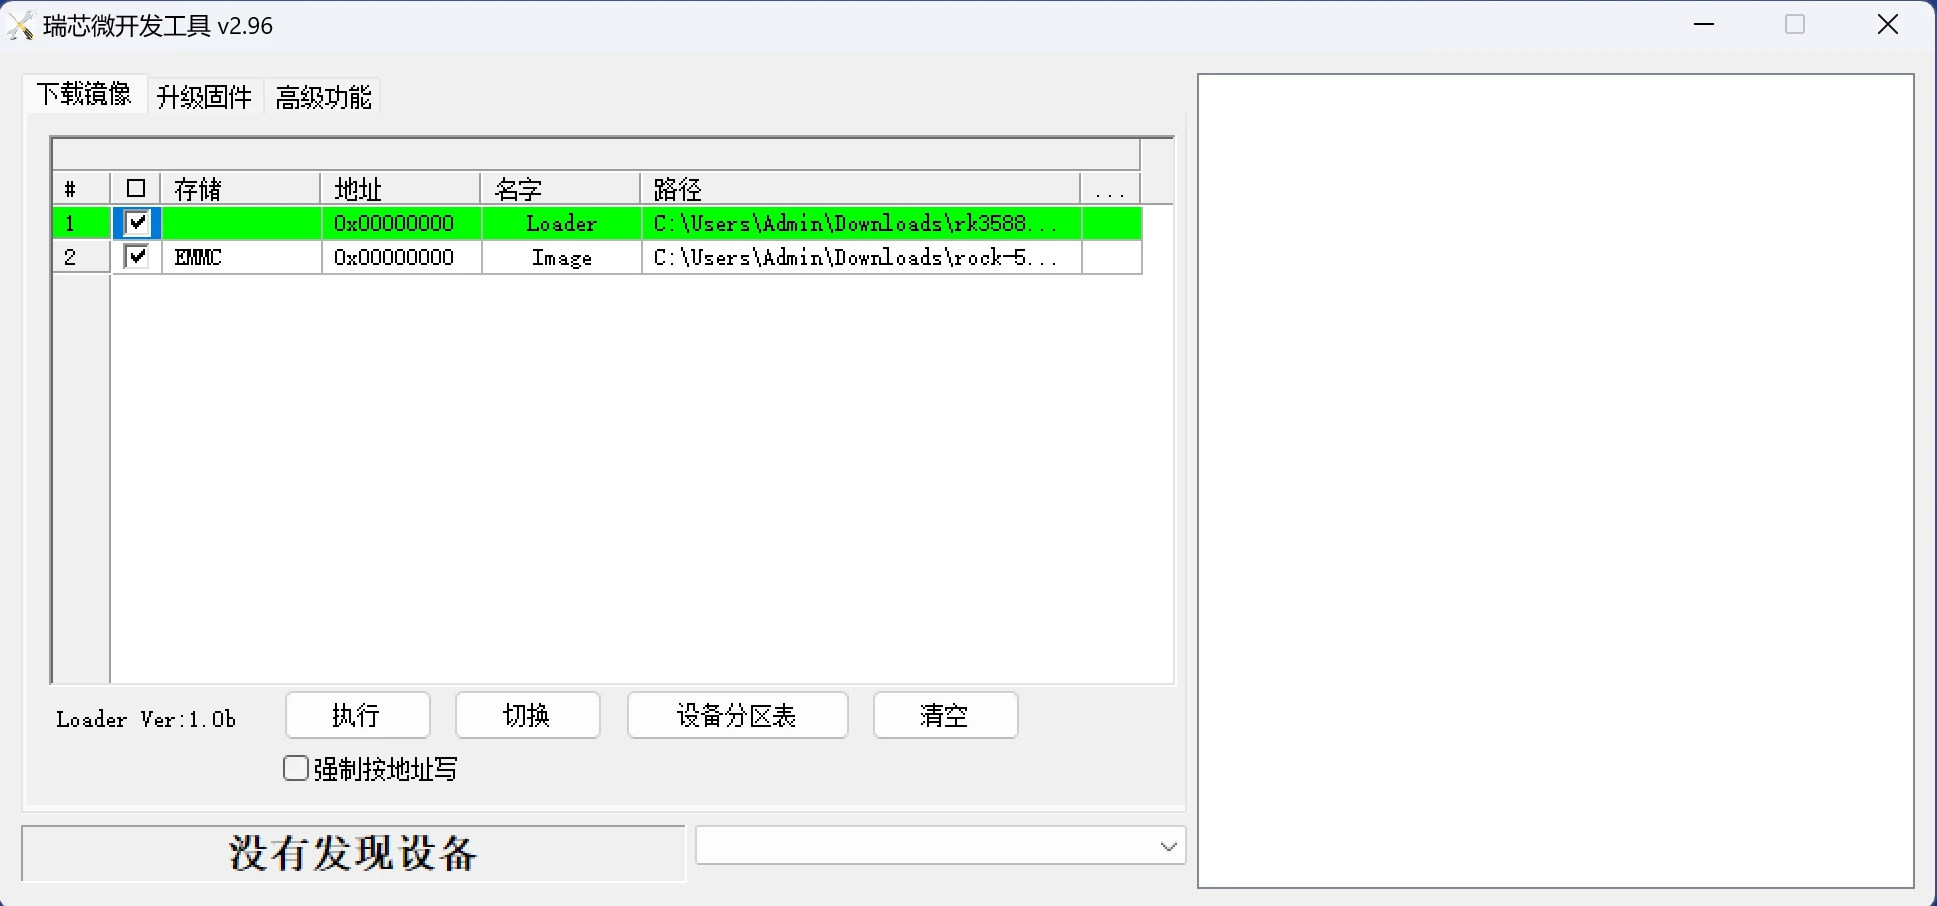 瑞芯微开发工具 v2.96
下载镜像 升级固件 高级功能
# 存储 地址 名字 路径 ...
1 0x00000000 Loader C:\Users\Admin\Downloads\rk3588...
2 EMMC 0x00000000 Image C:\Users\Admin\Downloads\rock-5...
Loader Ver:1.0b 执行 切换 设备分区表 清空
强制按地址写
没有发现设备